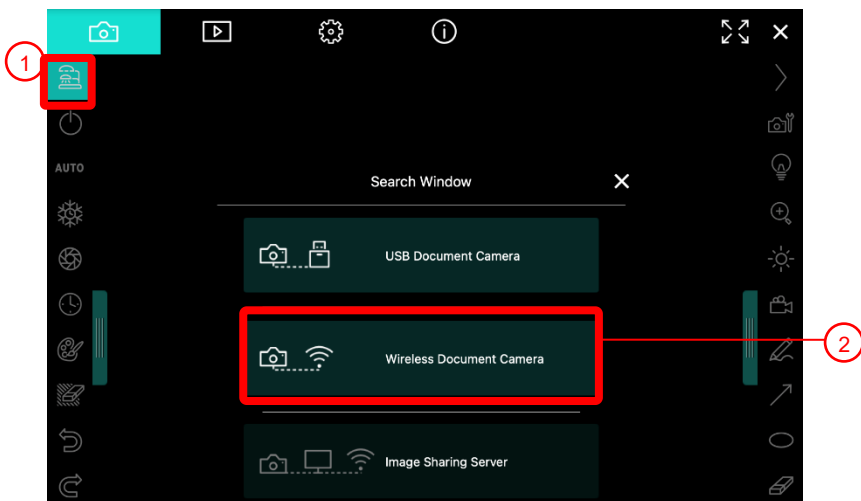 1
AUTO
Search Window
USB Document Camera
Wireless Document Camera
2
Image Sharing Server